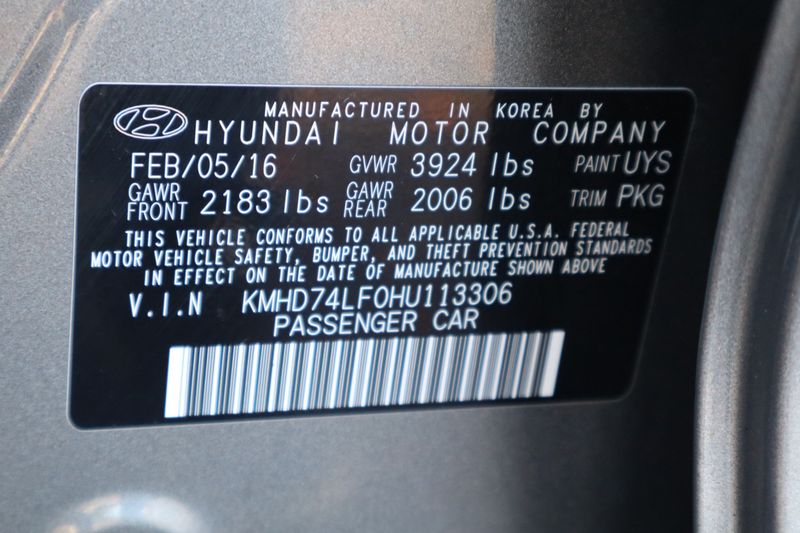 MANUFACTURED IN KOREA BY
HYUNDAI MOTOR COMPANY
FEB/05/16 GVWR 3924 lbs PAINT UYS
GAWR FRONT 2183 lbs GAWR REAR 2006 lbs TRIM PKG
THIS VEHICLE CONFORMS TO ALL APPLICABLE U.S.A. FEDERAL
MOTOR VEHICLE SAFETY, BUMPER, AND THEFT PREVENTION STANDARDS
IN EFFECT ON THE DATE OF MANUFACTURE SHOWN ABOVE
V.I.N KMHD74LF0HU113306
PASSENGER CAR